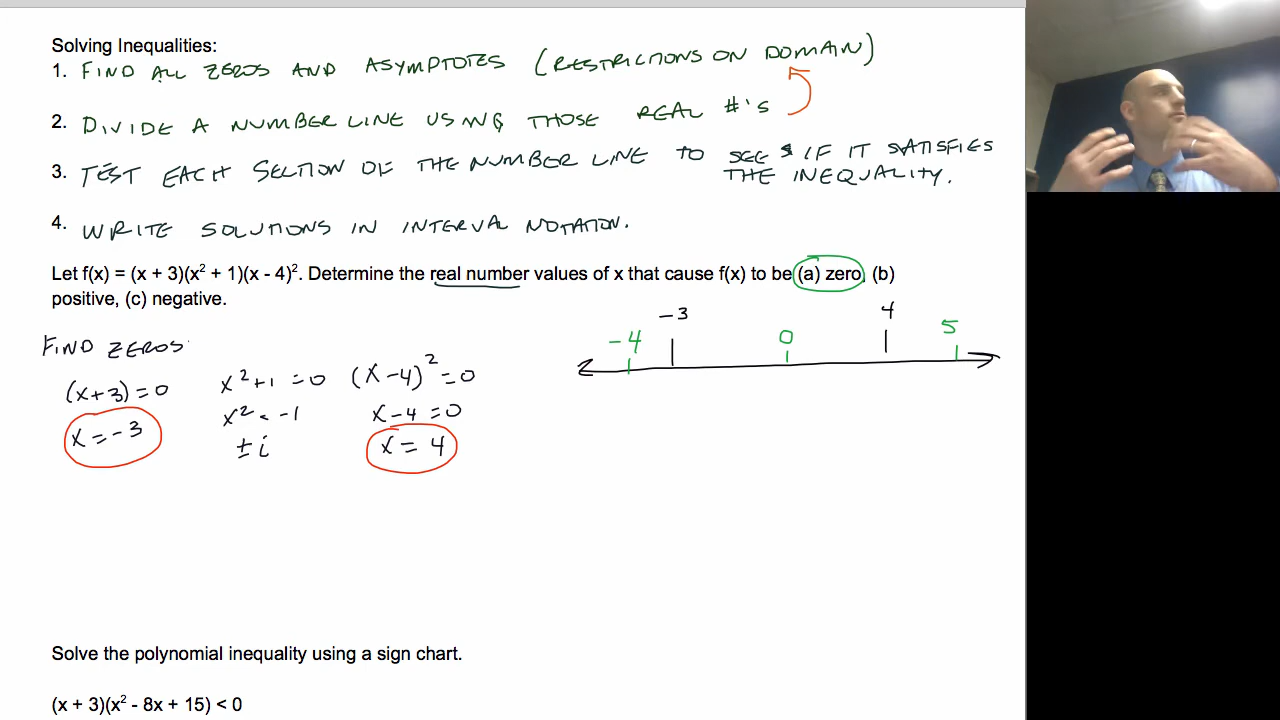 Solving Inequalities:
1. FIND ALL ZEROS AND ASYMPTOTES (RESTRICTIONS ON DOMAIN)
2. DIVIDE A NUMBER LINE USING THOSE REAL #'S
3. TEST EACH SECTION OF THE NUMBER LINE TO SEE IF IT SATISFIES
THE INEQUALITY.
4. WRITE SOLUTIONS IN INTERVAL NOTATION.
Let f(x) = (x + 3)(x² + 1)(x - 4)². Determine the real number values of x that cause f(x) to be (a) zero, (b)
positive, (c) negative.
-3 4
-4 0 5
FIND ZEROS
(x+3)=0 x²+1=0 (x-4)²=0
x=-3 x²=-1 x-4=0
±i x=4
Solve the polynomial inequality using a sign chart.
(x + 3)(x² - 8x + 15) < 0